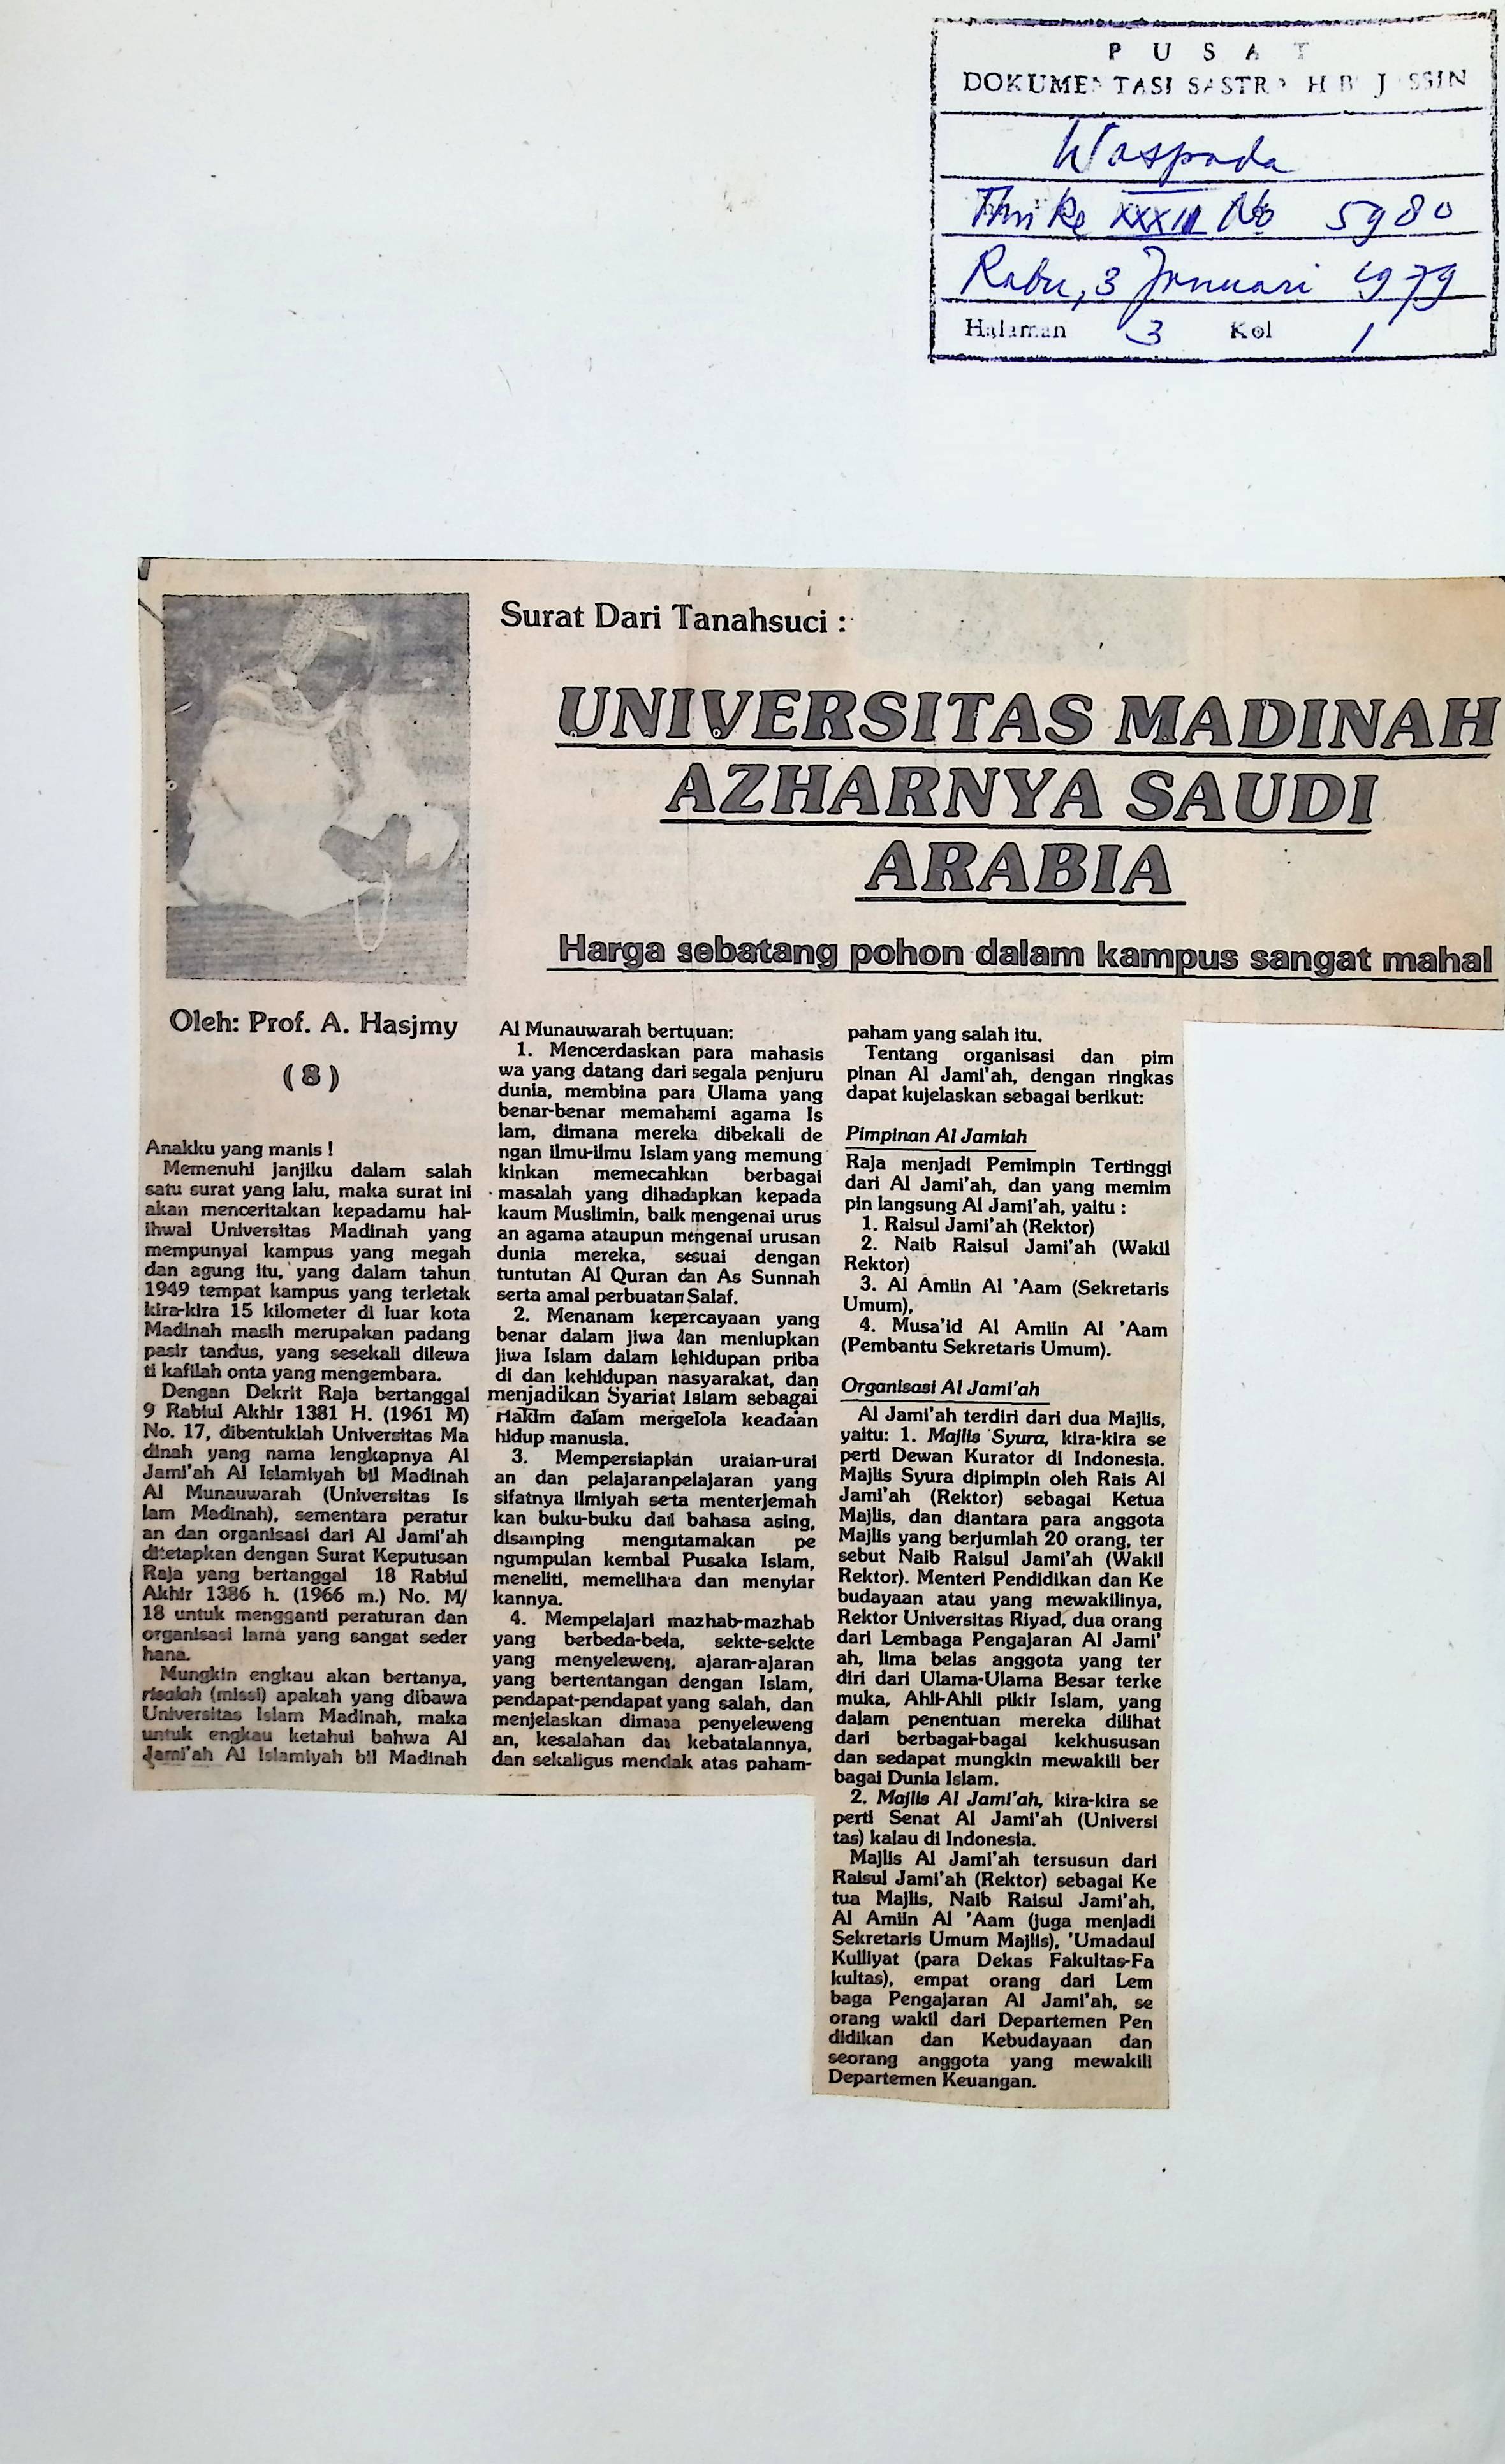 P U S A T
DOKUMENTASI SASTRA H B JASSIN
Waspada
Thn ke No 5980
Rabu, 3 Januari 1979
Halaman 3 Kol 1
Surat Dari Tanahsuci :
UNIVERSITAS MADINAH
AZHARNYA SAUDI
ARABIA
Harga sebatang pohon dalam kampus sangat mahal
Oleh: Prof. A. Hasjmy
( 8 )
Anakku yang manis !
Memenuhi janjiku dalam salah
satu surat yang lalu, maka surat ini
akan menceritakan kepadamu hal-
ihwal Universitas Madinah yang
mempunyai kampus yang megah
dan agung itu, yang dalam tahun
1949 tempat kampus yang terletak
kira-kira 15 kilometer di luar kota
Madinah masih merupakan padang
pasir tandus, yang sesekali dilewa
ti kafilah onta yang mengembara.
Dengan Dekrit Raja bertanggal
9 Rabiul Akhir 1381 H. (1961 M)
No. 17, dibentuklah Universitas Ma
dinah yang nama lengkapnya Al
Jami'ah Al Islamiyah bil Madinah
Al Munauwarah (Universitas Is
lam Madinah), sementara peratur
an dan organisasi dari Al Jami'ah
ditetapkan dengan Surat Keputusan
Raja yang bertanggal 18 Rabiul
Akhir 1386 h. (1966 m.) No. M/
18 untuk mengganti peraturan dan
organisasi lama yang sangat seder
hana.
Mungkin engkau akan bertanya,
risalah (missi) apakah yang dibawa
Universitas Islam Madinah, maka
untuk engkau ketahui bahwa Al
Jami'ah Al Islamiyah bil Madinah
Al Munauwarah bertujuan:
1. Mencerdaskan para mahasis
wa yang datang dari segala penjuru
dunia, membina para Ulama yang
benar-benar memahami agama Is
lam, dimana mereka dibekali de
ngan ilmu-ilmu Islam yang memung
kinkan memecahkan berbagai
masalah yang dihadapkan kepada
kaum Muslimin, baik mengenai urus
an agama ataupun mengenai urusan
dunia mereka, sesuai dengan
tuntutan Al Quran dan As Sunnah
serta amal perbuatan Salaf.
2. Menanam kepercayaan yang
benar dalam jiwa dan meniupkan
jiwa Islam dalam kehidupan priba
di dan kehidupan masyarakat, dan
menjadikan Syariat Islam sebagai
Hakim dalam mergelola keadaan
hidup manusia.
3. Mempersiapkan uraian-urai
an dan pelajaranpelajaran yang
sifatnya ilmiyah serta menterjemah
kan buku-buku dari bahasa asing,
disamping mengutamakan pe
ngumpulan kembali Pusaka Islam,
meneliti, memelihara dan menyiar
kannya.
4. Mempelajari mazhab-mazhab
yang berbeda-beda, sekte-sekte
yang menyeleweng, ajaran-ajaran
yang bertentangan dengan Islam,
pendapat-pendapat yang salah, dan
menjelaskan dimana penyeleweng
an, kesalahan dan kebatalannya,
dan sekaligus menolak atas paham-
paham yang salah itu.
Tentang organisasi dan pim
pinan Al Jami'ah, dengan ringkas
dapat kujelaskan sebagai berikut:
Pimpinan Al Jamiah
Raja menjadi Pemimpin Tertinggi
dari Al Jami'ah, dan yang memim
pin langsung Al Jami'ah, yaitu :
1. Raisul Jami'ah (Rektor)
2. Naib Raisul Jami'ah (Wakil
Rektor)
3. Al Amiin Al 'Aam (Sekretaris
Umum),
4. Musa'id Al Amiin Al 'Aam
(Pembantu Sekretaris Umum).
Organisasi Al Jami'ah
Al Jami'ah terdiri dari dua Majlis,
yaitu: 1. Majlis Syura, kira-kira se
perti Dewan Kurator di Indonesia.
Majlis Syura dipimpin oleh Rais Al
Jami'ah (Rektor) sebagai Ketua
Majlis, dan diantara para anggota
Majlis yang berjumlah 20 orang, ter
sebut Naib Raisul Jami'ah (Wakil
Rektor). Menteri Pendidikan dan Ke
budayaan atau yang mewakilinya,
Rektor Universitas Riyad, dua orang
dari Lembaga Pengajaran Al Jami'
ah, lima belas anggota yang ter
diri dari Ulama-Ulama Besar terke
muka, Ahli-Ahli pikir Islam, yang
dalam penentuan mereka dilihat
dari berbagai-bagai kekhususan
dan sedapat mungkin mewakili ber
bagai Dunia Islam.
2. Majlis Al Jami'ah, kira-kira se
perti Senat Al Jami'ah (Universi
tas) kalau di Indonesia.
Majlis Al Jami'ah tersusun dari
Raisul Jami'ah (Rektor) sebagai Ke
tua Majlis, Naib Raisul Jami'ah,
Al Amiin Al 'Aam (juga menjadi
Sekretaris Umum Majlis), 'Umadaul
Kulliyat (para Dekas Fakultas-Fa
kultas), empat orang dari Lem
baga Pengajaran Al Jami'ah, se
orang wakil dari Departemen Pen
didikan dan Kebudayaan dan
seorang anggota yang mewakili
Departemen Keuangan.